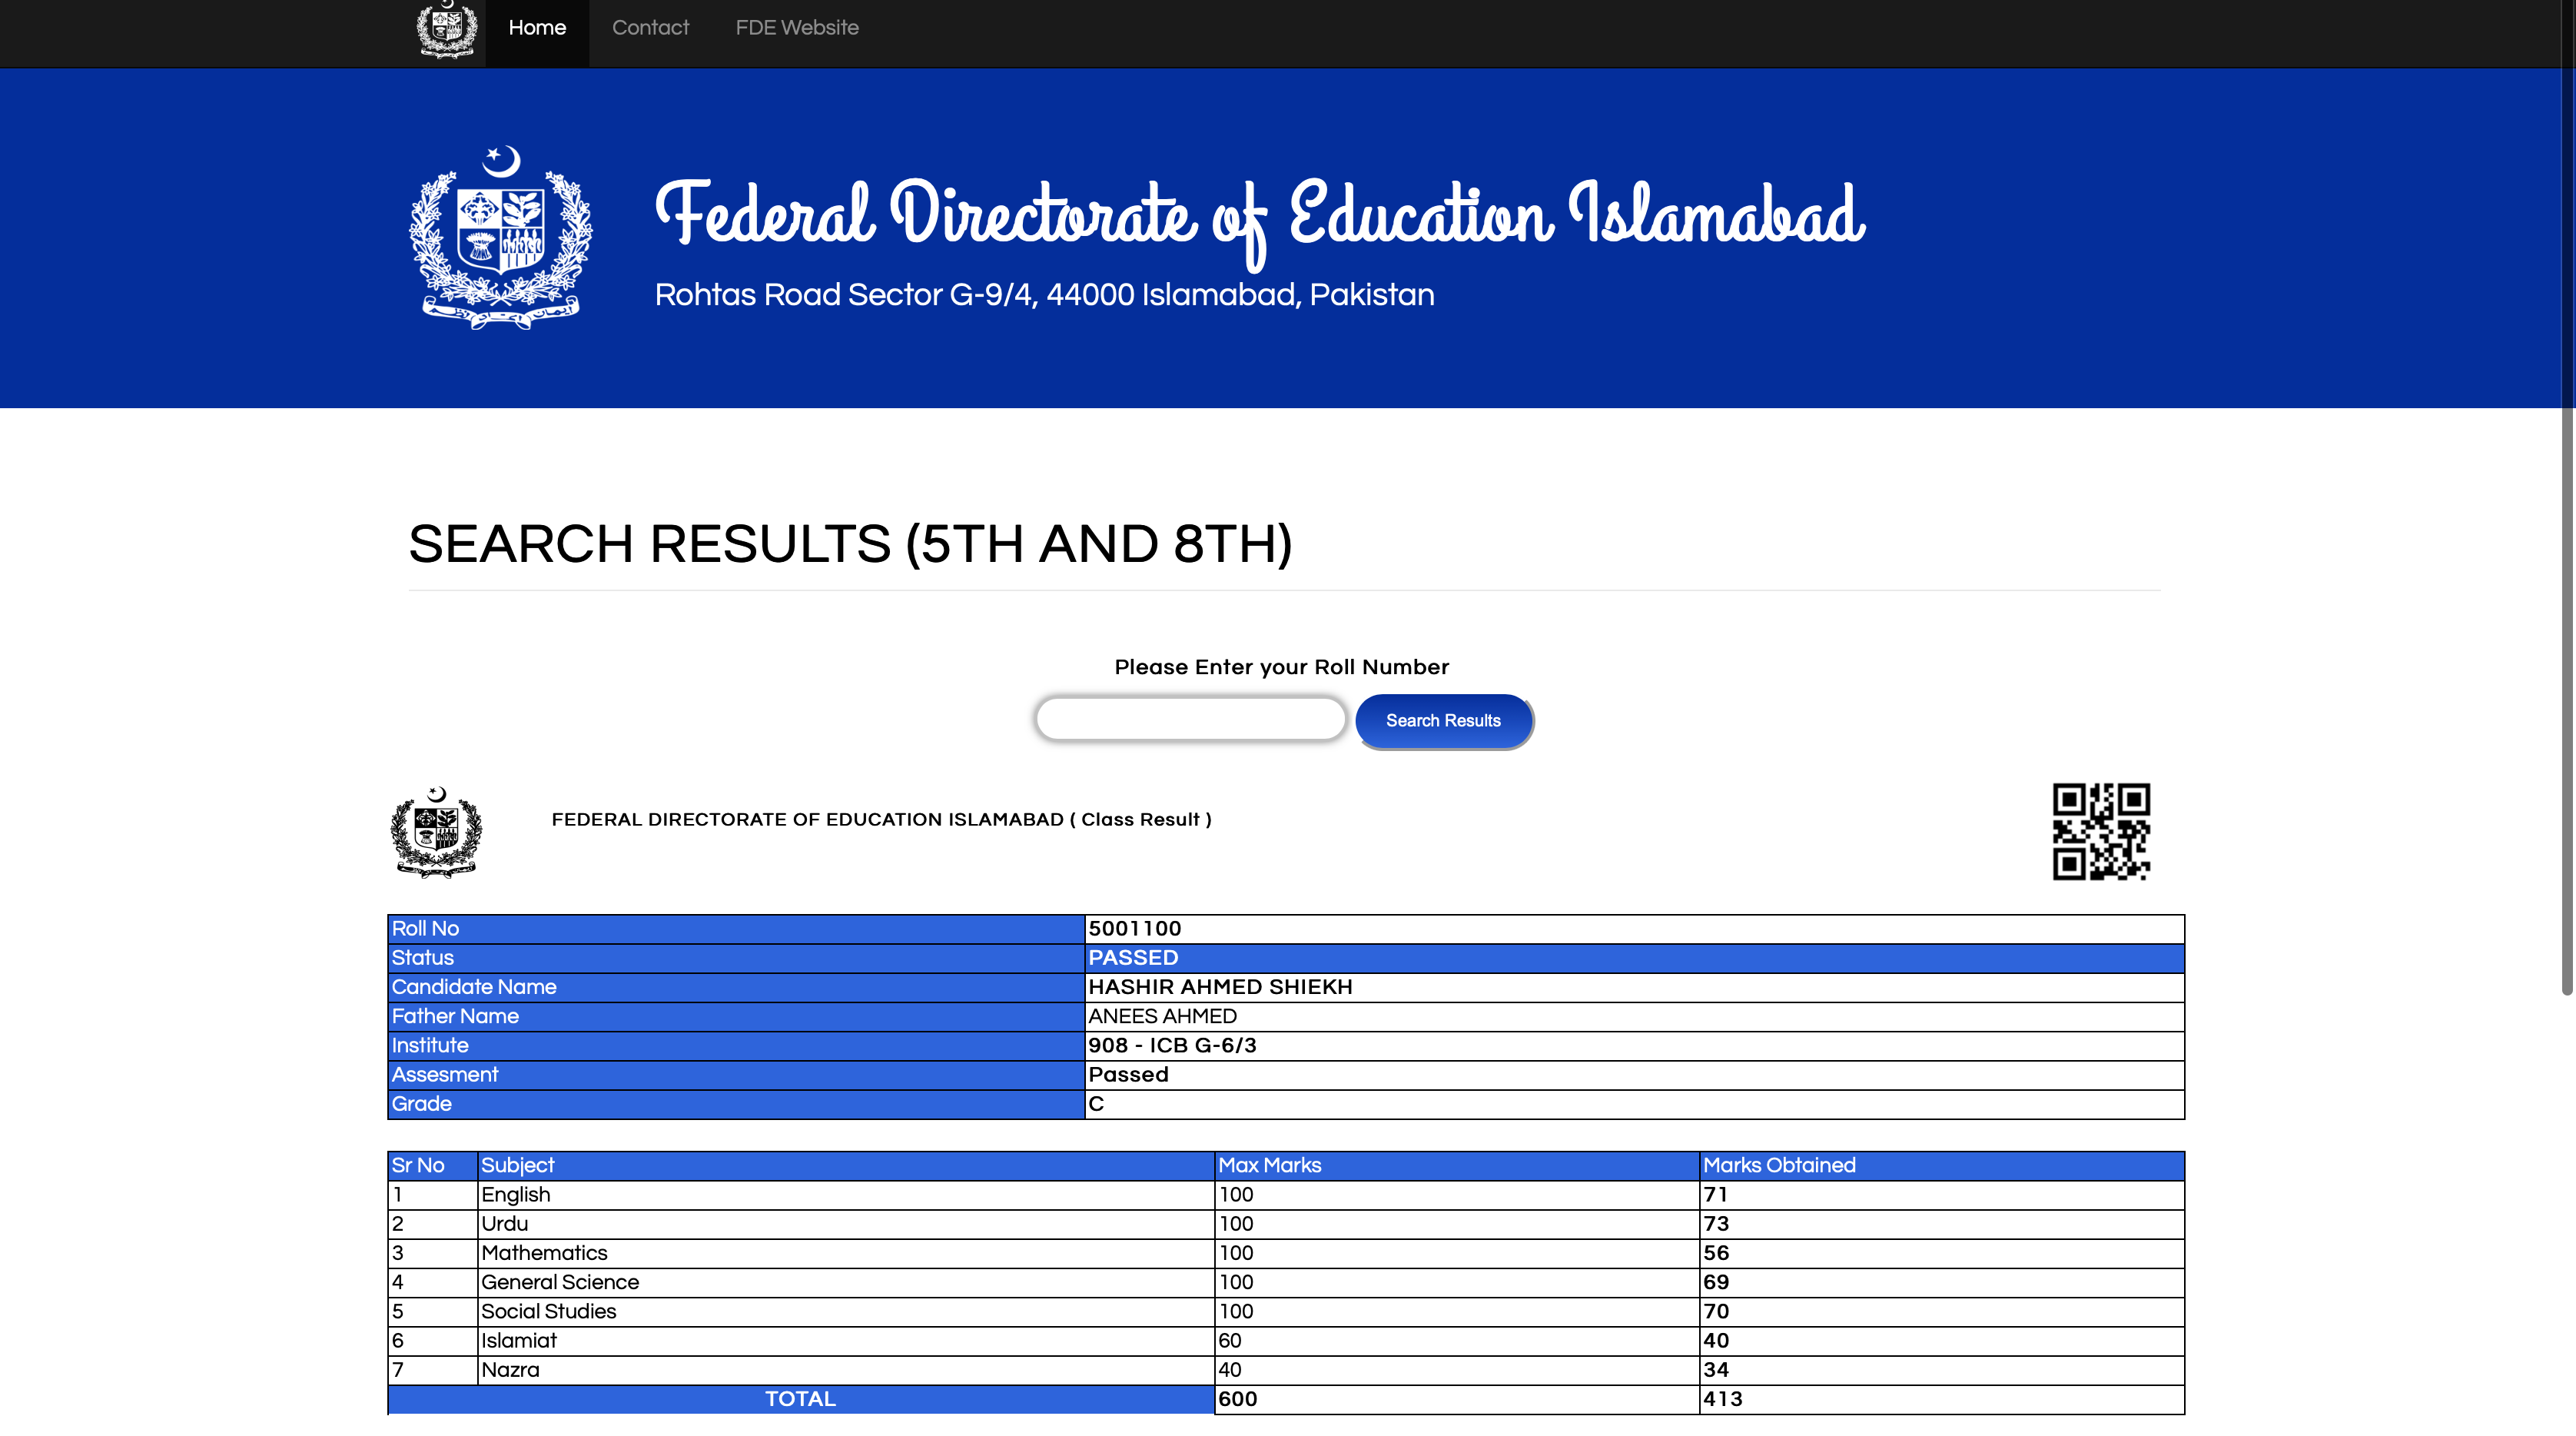 Home Contact FDE Website
Federal Directorate of Education Islamabad
Rohtas Road Sector G-9/4, 44000 Islamabad, Pakistan
SEARCH RESULTS (5TH AND 8TH)
Please Enter your Roll Number
Search Results
FEDERAL DIRECTORATE OF EDUCATION ISLAMABAD ( Class Result )
Roll No 5001100
Status PASSED
Candidate Name HASHIR AHMED SHIEKH
Father Name ANEES AHMED
Institute 908 - ICB G-6/3
Assesment Passed
Grade C
Sr No Subject Max Marks Marks Obtained
1 English 100 71
2 Urdu 100 73
3 Mathematics 100 56
4 General Science 100 69
5 Social Studies 100 70
6 Islamiat 60 40
7 Nazra 40 34
TOTAL 600 413